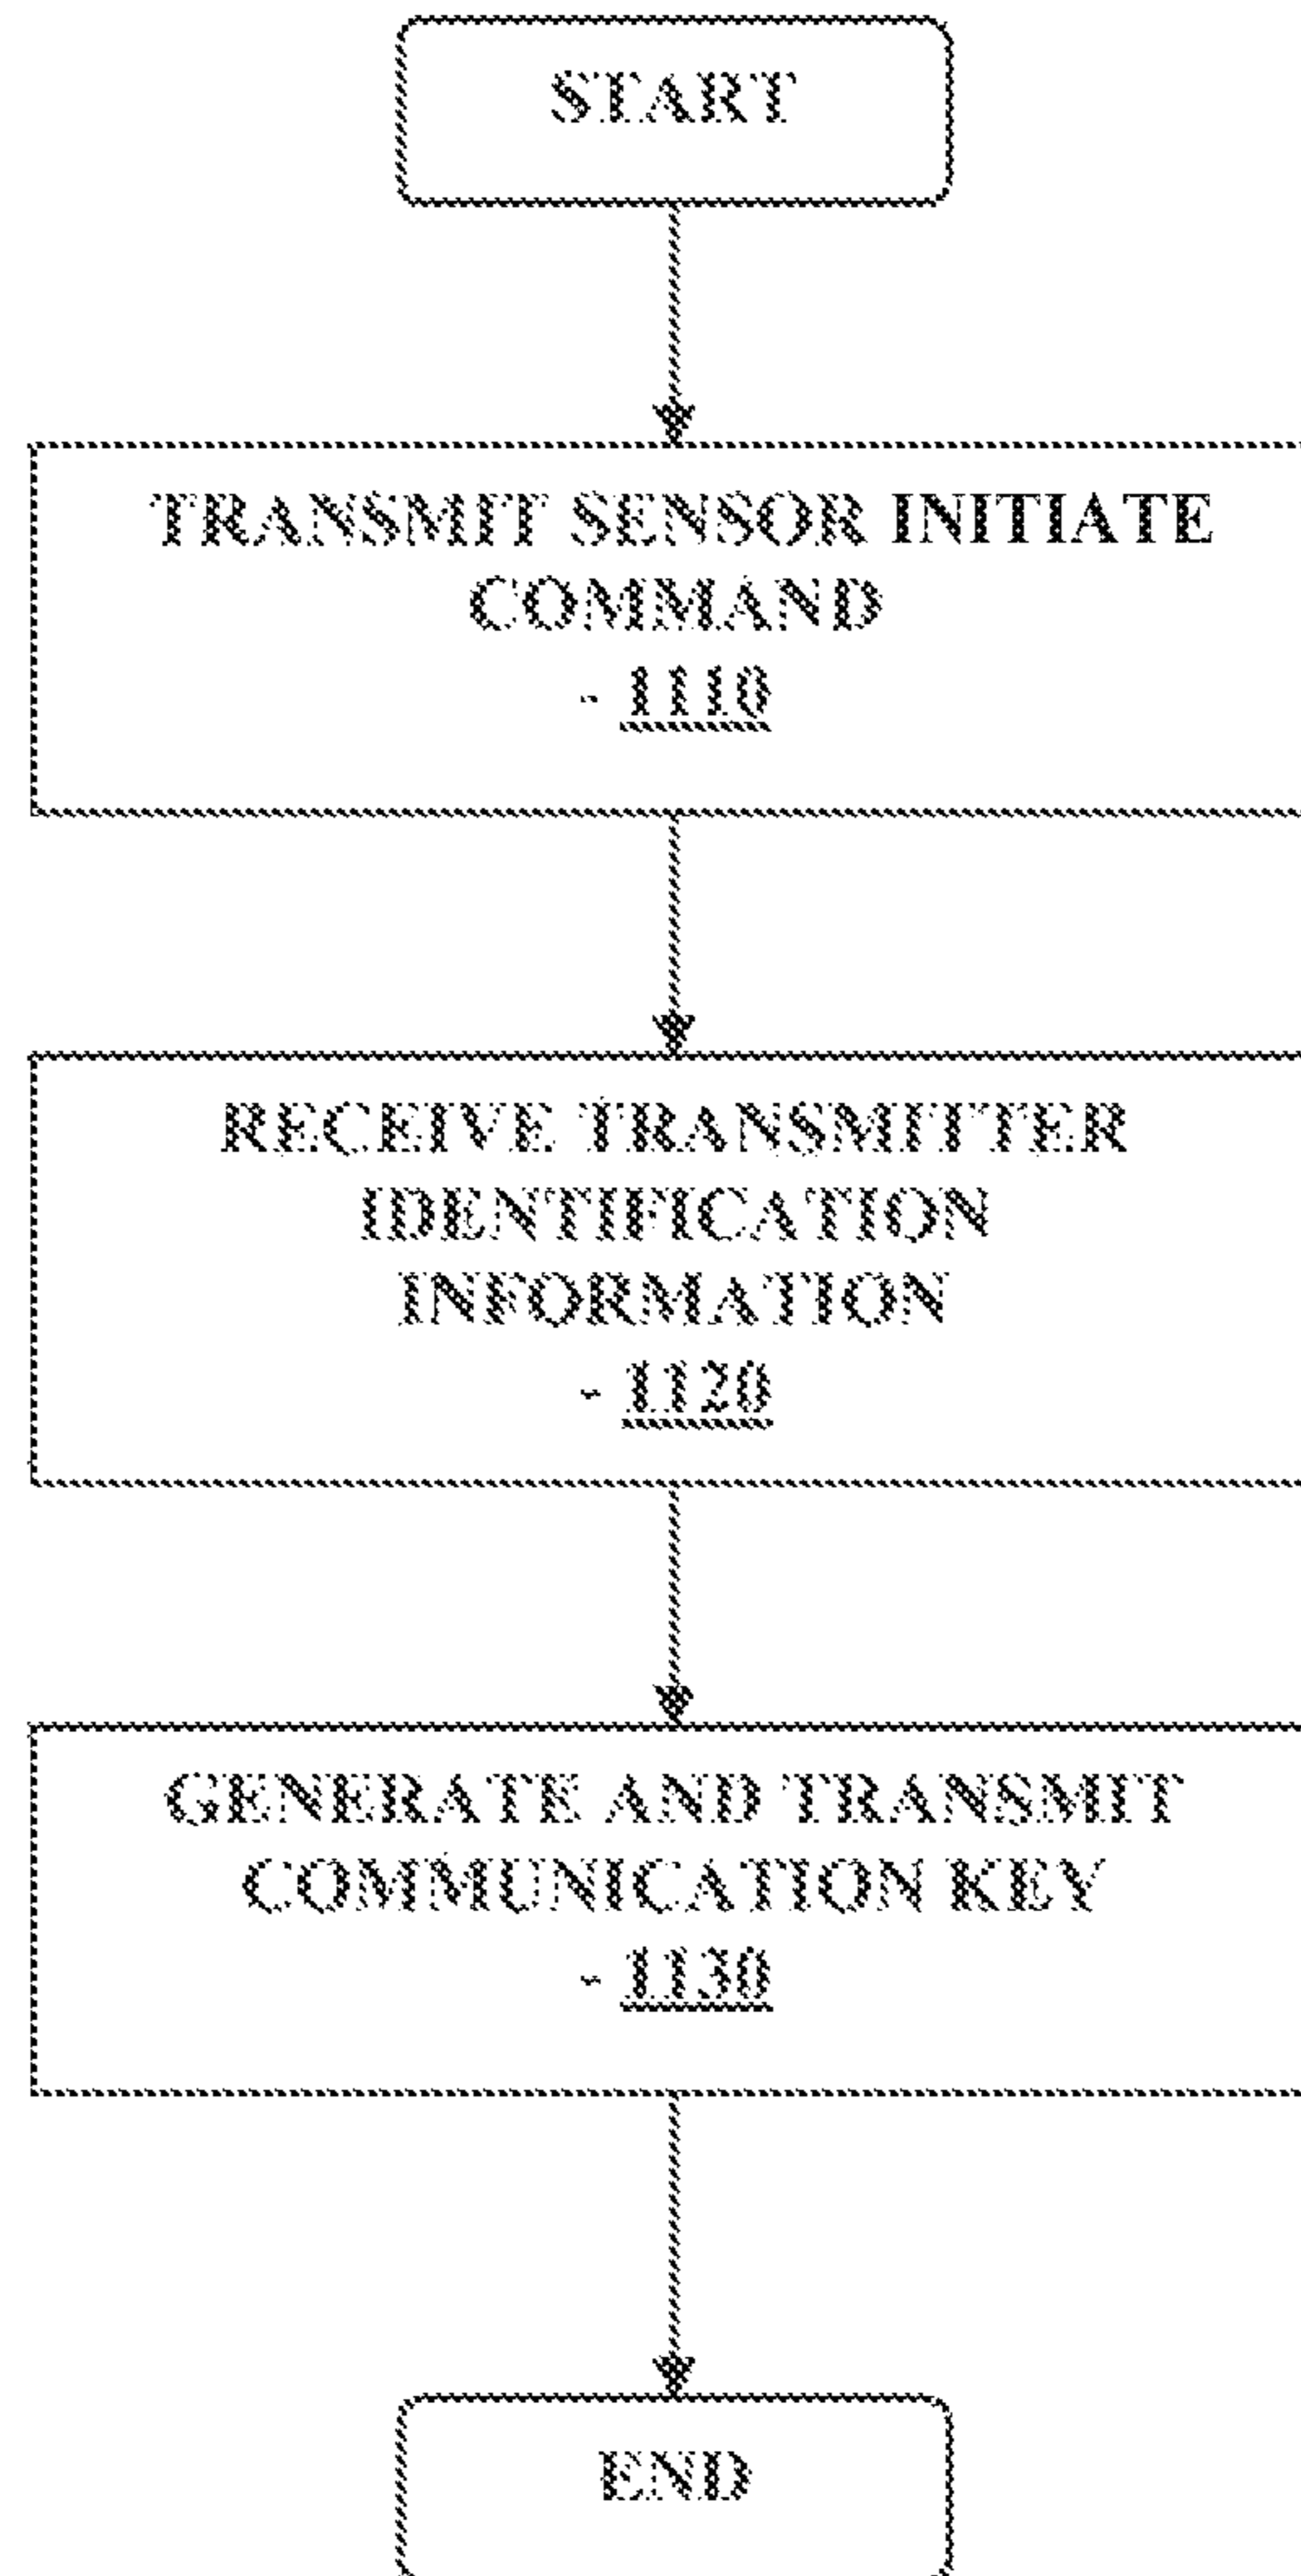 START
TRANSMIT SENSOR INITIATE
COMMAND
- 1110
RECEIVE TRANSMITTER
IDENTIFICATION
INFORMATION
- 1120
GENERATE AND TRANSMIT
COMMUNICATION KEY
- 1130
END